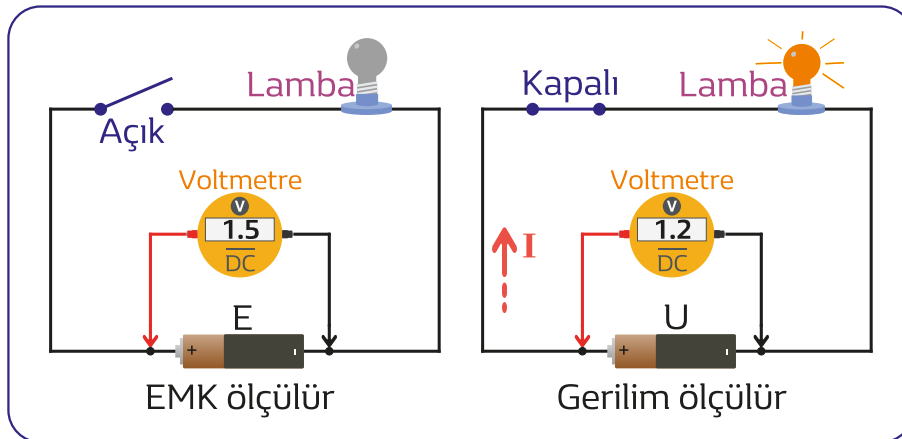 Lamba
Açık
Voltmetre
V
1.5
DC
E
+ -
EMK ölçülür
Kapalı
Lamba
Voltmetre
V
1.2
DC
I
U
+ -
Gerilim ölçülür